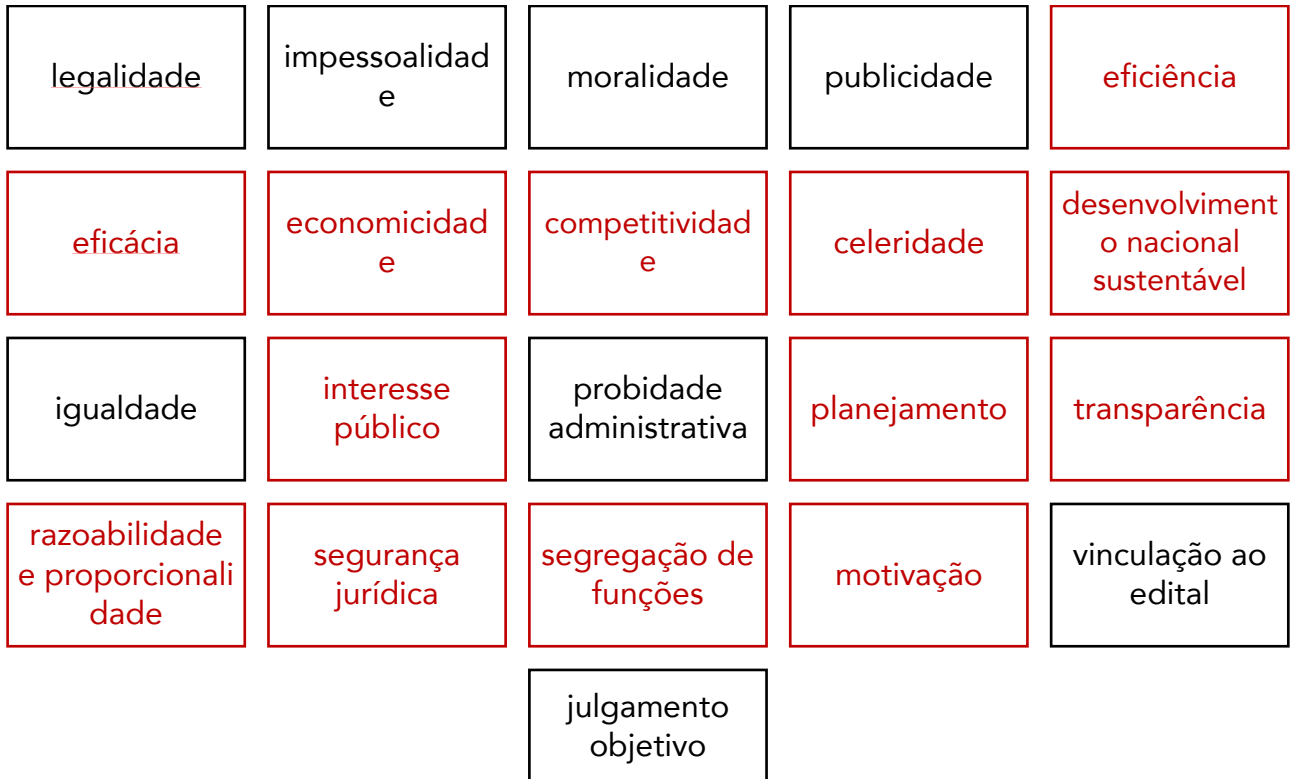 legalidade
impessoalidad
e
moralidade
publicidade
eficiência
eficácia
economicidad
e
competitividad
e
celeridade
desenvolviment
o nacional
sustentável
igualdade
interesse
público
probidade
administrativa
planejamento
transparência
razoabilidade
e proporcionali
dade
segurança
jurídica
segregação de
funções
motivação
vinculação ao
edital
julgamento
objetivo